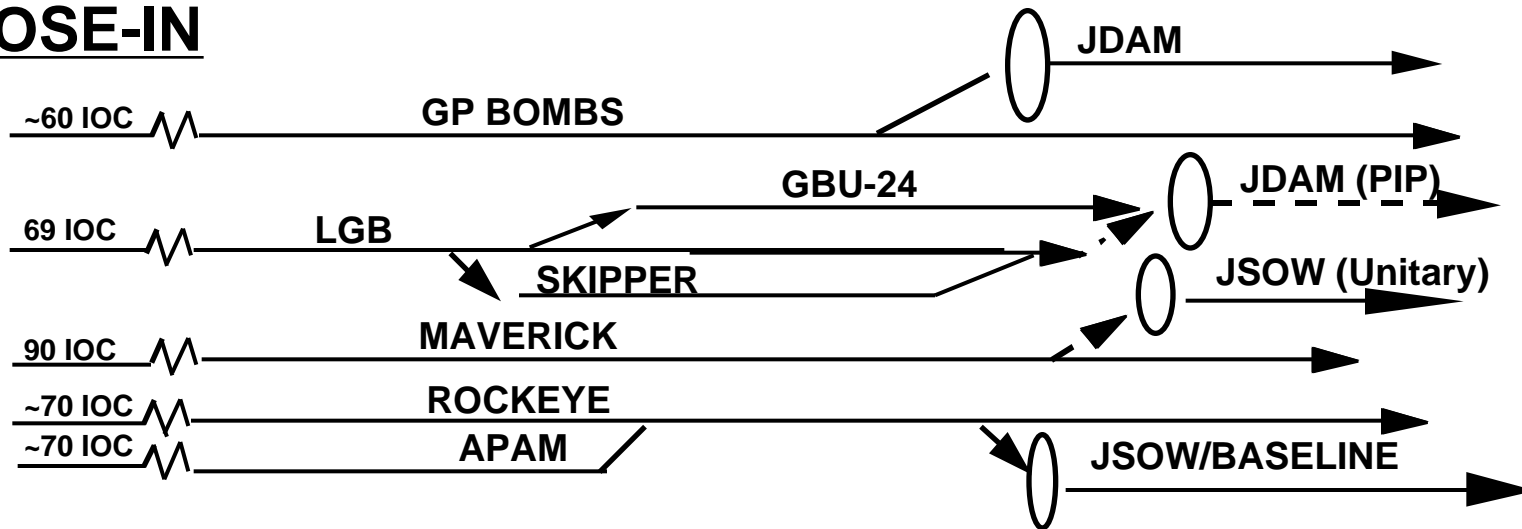 OSE-IN
JDAM
~60 IOC
GP BOMBS
GBU-24
JDAM (PIP)
69 IOC
LGB
SKIPPER
JSOW (Unitary)
90 IOC
MAVERICK
~70 IOC
ROCKEYE
~70 IOC
APAM
JSOW/BASELINE